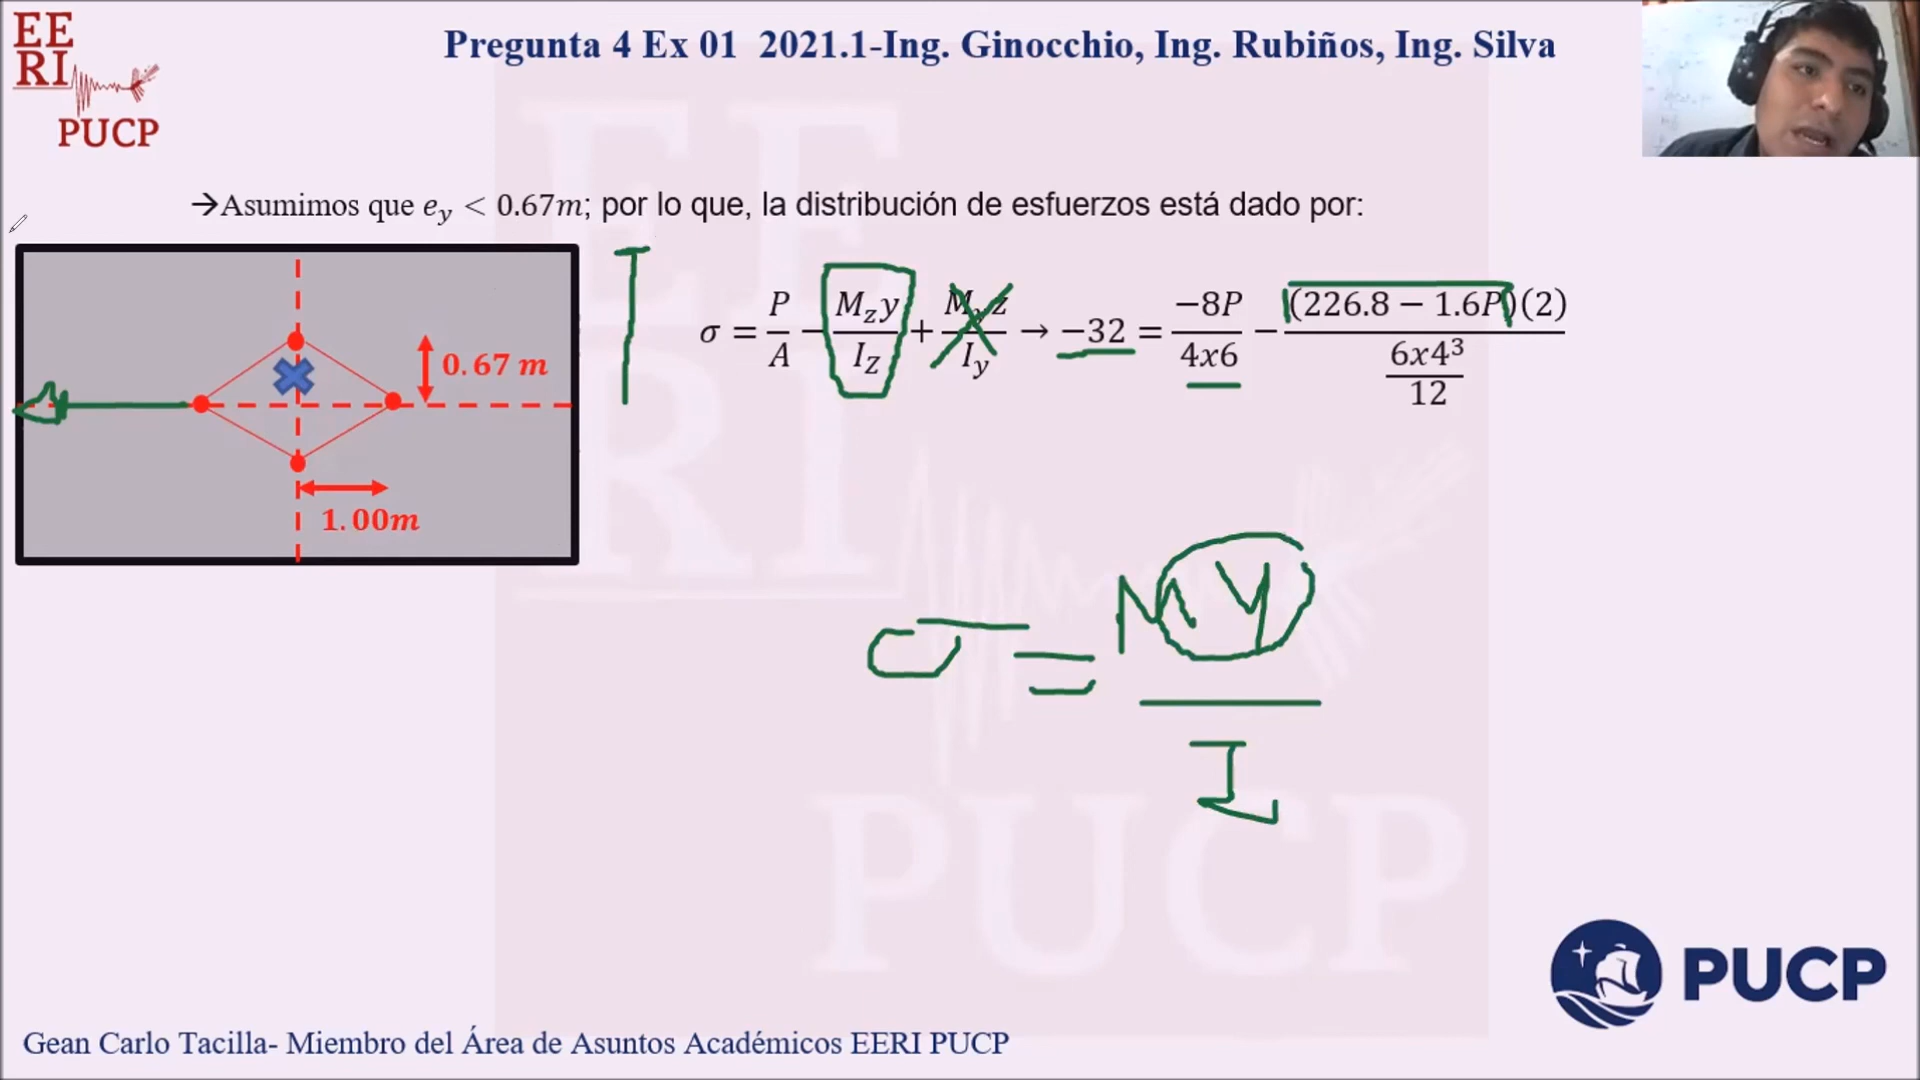 EE
RI
PUCP
Pregunta 4 Ex 01 2021.1-Ing. Ginocchio, Ing. Rubiños, Ing. Silva
→Asumimos que e_y < 0.67m; por lo que, la distribución de esfuerzos está dado por:
σ = P/A − M_z y/I_Z + M_y z/I_y → −32 = −8P/4x6 − (226.8 − 1.6P)(2)/(6x4³/12)
0.67 m
1.00m
σ = MY/I
EE
RI
PUCP
PUCP
Gean Carlo Tacilla- Miembro del Área de Asuntos Académicos EERI PUCP